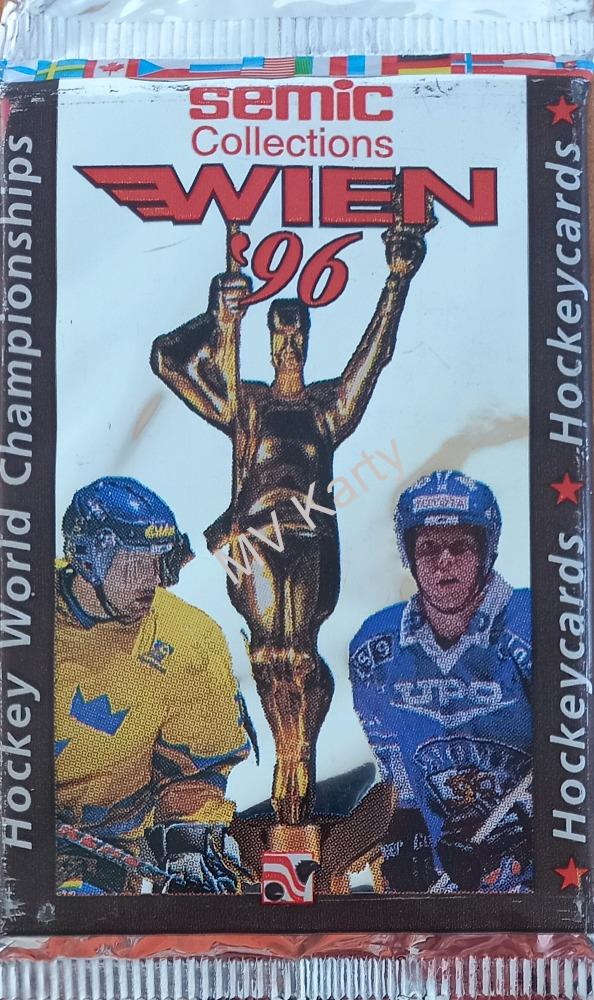 semic
Collections
WIEN
'96
Hockey World Championships
Hockeycards ★ Hockeycards ★
MV Karty